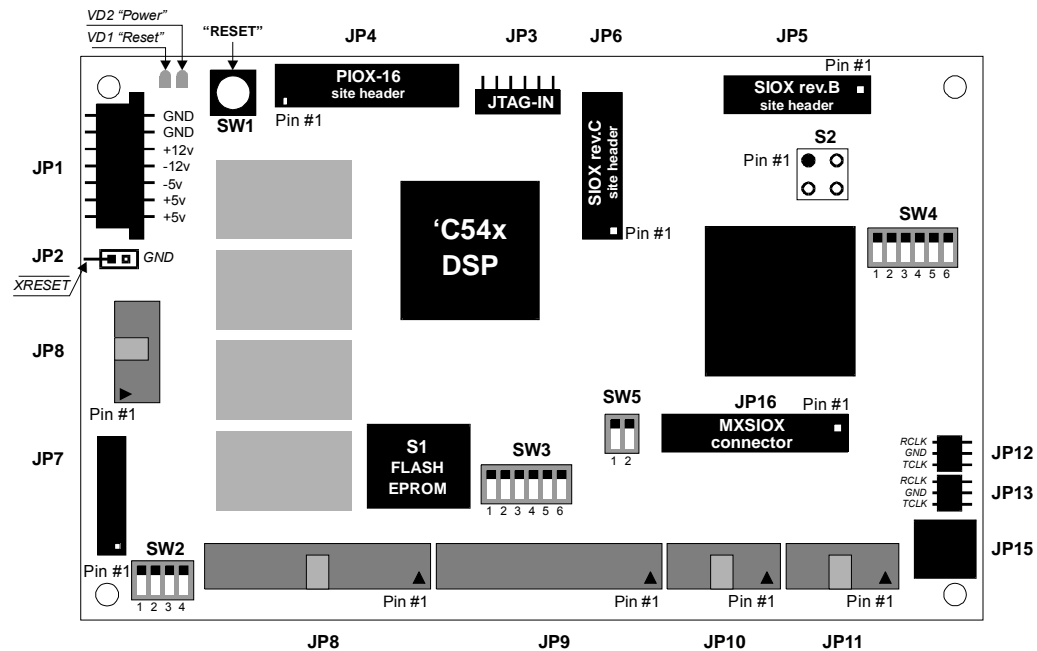 VD2 “Power”
VD1 “Reset”
“RESET”
JP4
JP3
JP6
JP5
PIOX-16
site header
Pin #1
SW1
JTAG-IN
SIOX rev.C
site header
Pin #1
Pin #1
SIOX rev.B
site header
S2
Pin #1
JP1
GND
GND
+12v
-12v
-5v
+5v
+5v
‘C54x
DSP
SW4
1 2 3 4 5 6
JP2
GND
XRESET
JP8
Pin #1
SW5
1 2
JP16
Pin #1
MXSIOX
connector
JP7
Pin #1
S1
FLASH
EPROM
SW3
1 2 3 4 5 6
RCLK
GND
TCLK
JP12
RCLK
GND
TCLK
JP13
JP15
SW2
1 2 3 4
Pin #1
Pin #1
Pin #1
Pin #1
JP8
JP9
JP10
JP11